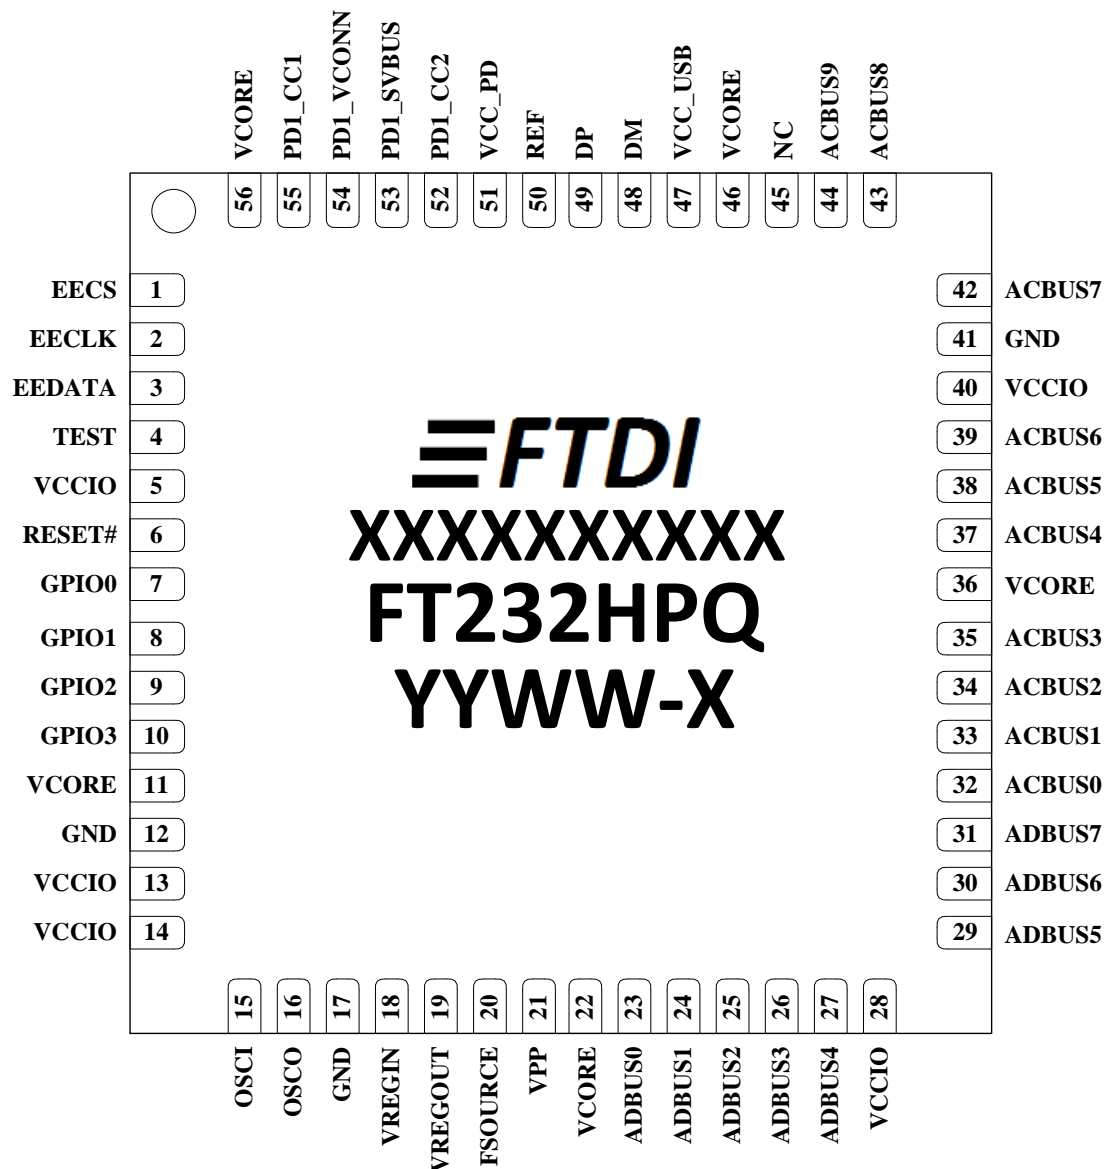 VCORE
PD1_CC1
PD1_VCONN
PD1_SVBUS
PD1_CC2
VCC_PD
REF
DP
DM
VCC_USB
VCORE
NC
ACBUS9
ACBUS8
56
55
54
53
52
51
50
49
48
47
46
45
44
43
EECS 1
EECLK 2
EEDATA 3
TEST 4
VCCIO 5
RESET# 6
GPIO0 7
GPIO1 8
GPIO2 9
GPIO3 10
VCORE 11
GND 12
VCCIO 13
VCCIO 14
FTDI
XXXXXXXXXX
FT232HPQ
YYWW-X
42 ACBUS7
41 GND
40 VCCIO
39 ACBUS6
38 ACBUS5
37 ACBUS4
36 VCORE
35 ACBUS3
34 ACBUS2
33 ACBUS1
32 ACBUS0
31 ADBUS7
30 ADBUS6
29 ADBUS5
15
16
17
18
19
20
21
22
23
24
25
26
27
28
OSCI
OSCO
GND
VREGIN
VREGOUT
FSOURCE
VPP
VCORE
ADBUS0
ADBUS1
ADBUS2
ADBUS3
ADBUS4
VCCIO